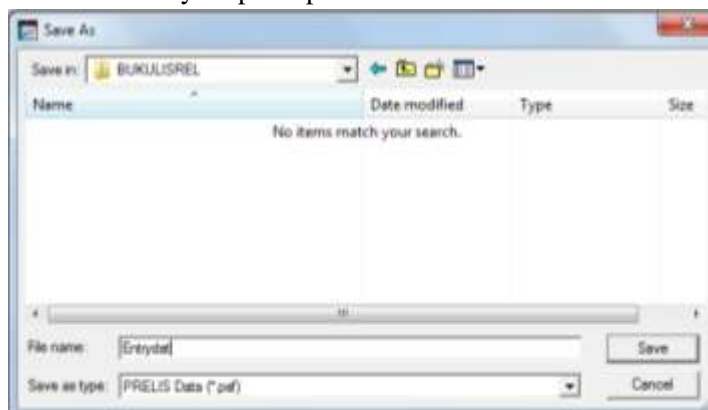 Save As
Save in: BUKULISREL
Name Date modified Type Size
No items match your search.
File name: Entrydat
Save
Save as type: PRELIS Data (*.psf)
Cancel